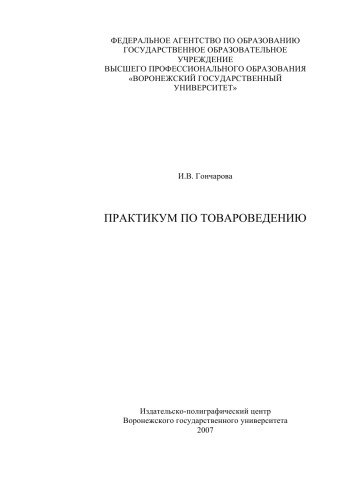 ФЕДЕРАЛЬНОЕ АГЕНТСТВО ПО ОБРАЗОВАНИЮ
ГОСУДАРСТВЕННОЕ ОБРАЗОВАТЕЛЬНОЕ
УЧРЕЖДЕНИЕ
ВЫСШЕГО ПРОФЕССИОНАЛЬНОГО ОБРАЗОВАНИЯ
«ВОРОНЕЖСКИЙ ГОСУДАРСТВЕННЫЙ
УНИВЕРСИТЕТ»
И.В. Гончарова
ПРАКТИКУМ ПО ТОВАРОВЕДЕНИЮ
Издательско-полиграфический центр
Воронежского государственного университета
2007